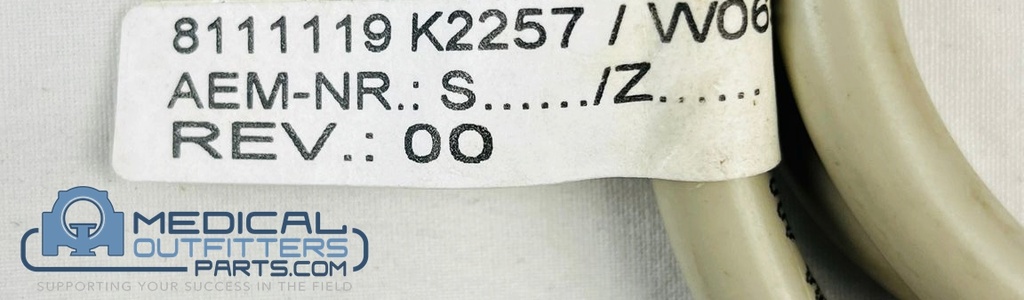 8111119 K2257 / W06
AEM-NR.: S....../Z......
REV.: 00
MEDICAL
OUTFITTERS
PARTS.COM
SUPPORTING YOUR SUCCESS IN THE FIELD